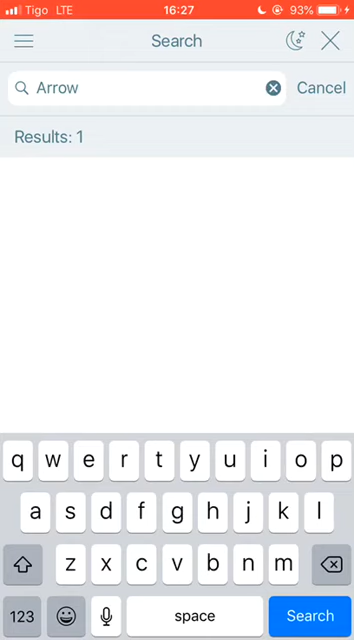 Tigo LTE 16:27 93%
Search
Arrow Cancel
Results: 1
q w e r t y u i o p
a s d f g h j k l
z x c v b n m
123 space Search